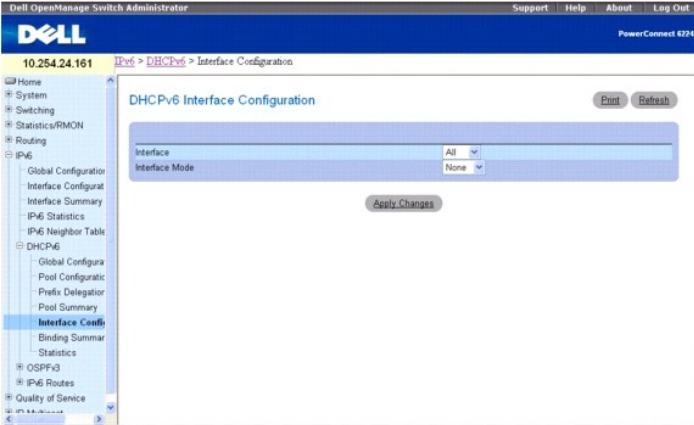 Dell OpenManage Switch Administrator
Support Help About Log Out
DELL
PowerConnect 6224
10.254.24.161
IPv6 > DHCPv6 > Interface Configuration
Home
System
Switching
Statistics/RMON
Routing
IPv6
Global Configuration
Interface Configurat
Interface Summary
IPv6 Statistics
IPv6 Neighbor Table
DHCPv6
Global Configura
Pool Configuratic
Prefix Delegation
Pool Summary
Interface Config
Binding Summar
Statistics
OSPFv3
IPv6 Routes
Quality of Service
IP Multicast
DHCPv6 Interface Configuration
Print Refresh
Interface All
Interface Mode None
Apply Changes